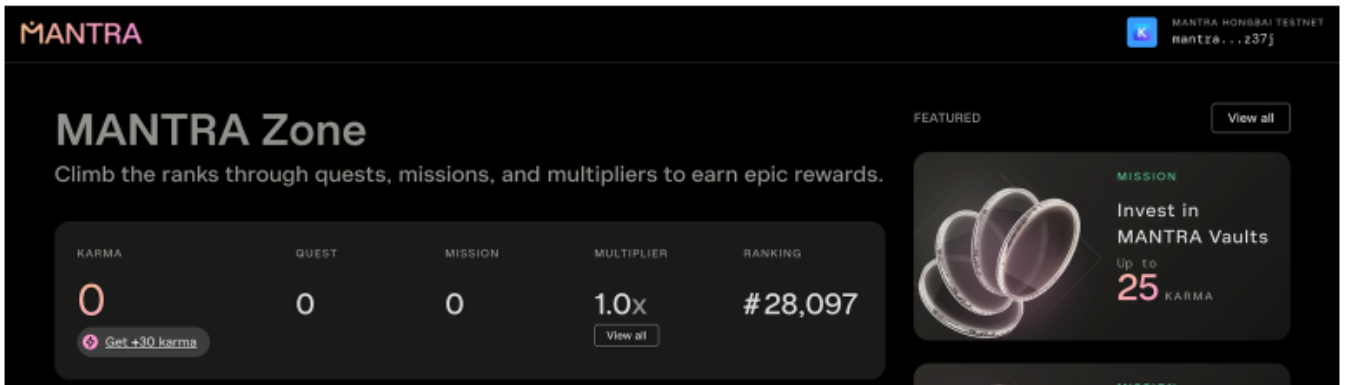 MANTRA
MANTRA HONGBAI TESTNET
mantra...z37j
MANTRA Zone
Climb the ranks through quests, missions, and multipliers to earn epic rewards.
KARMA
0
Get +30 karma
QUEST
0
MISSION
0
MULTIPLIER
1.0x
View all
RANKING
#28,097
FEATURED
View all
MISSION
Invest in
MANTRA Vaults
Up to
25 KARMA